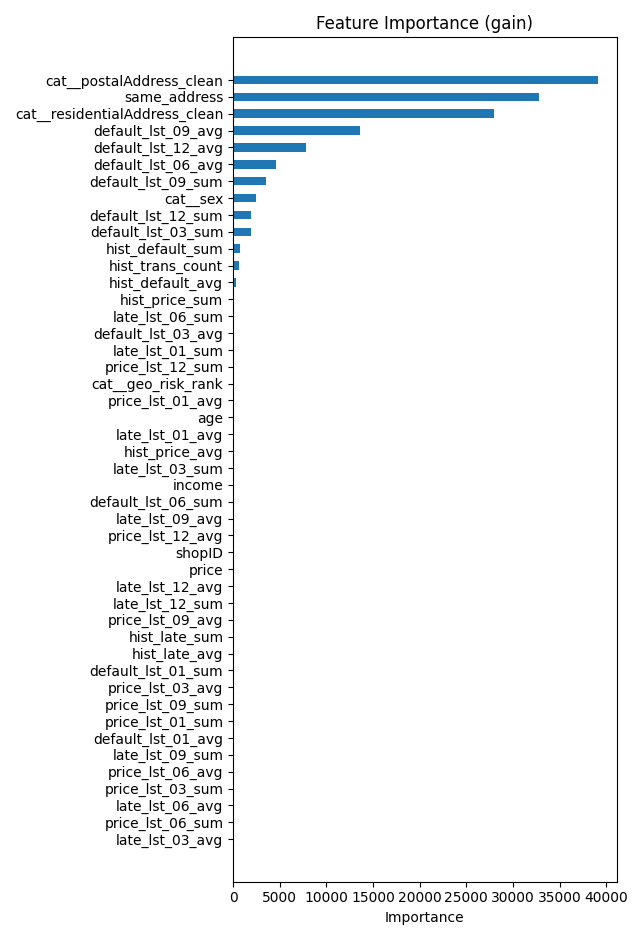 Feature Importance (gain)
cat__postalAddress_clean
same_address
cat__residentialAddress_clean
default_lst_09_avg
default_lst_12_avg
default_lst_06_avg
default_lst_09_sum
cat__sex
default_lst_12_sum
default_lst_03_sum
hist_default_sum
hist_trans_count
hist_default_avg
hist_price_sum
late_lst_06_sum
default_lst_03_avg
late_lst_01_sum
price_lst_12_sum
cat__geo_risk_rank
price_lst_01_avg
age
late_lst_01_avg
hist_price_avg
late_lst_03_sum
income
default_lst_06_sum
late_lst_09_avg
price_lst_12_avg
shopID
price
late_lst_12_avg
late_lst_12_sum
price_lst_09_avg
hist_late_sum
hist_late_avg
default_lst_01_sum
price_lst_03_avg
price_lst_09_sum
price_lst_01_sum
default_lst_01_avg
late_lst_09_sum
price_lst_06_avg
price_lst_03_sum
late_lst_06_avg
price_lst_06_sum
late_lst_03_avg
0 5000 10000 15000 20000 25000 30000 35000 40000
Importance